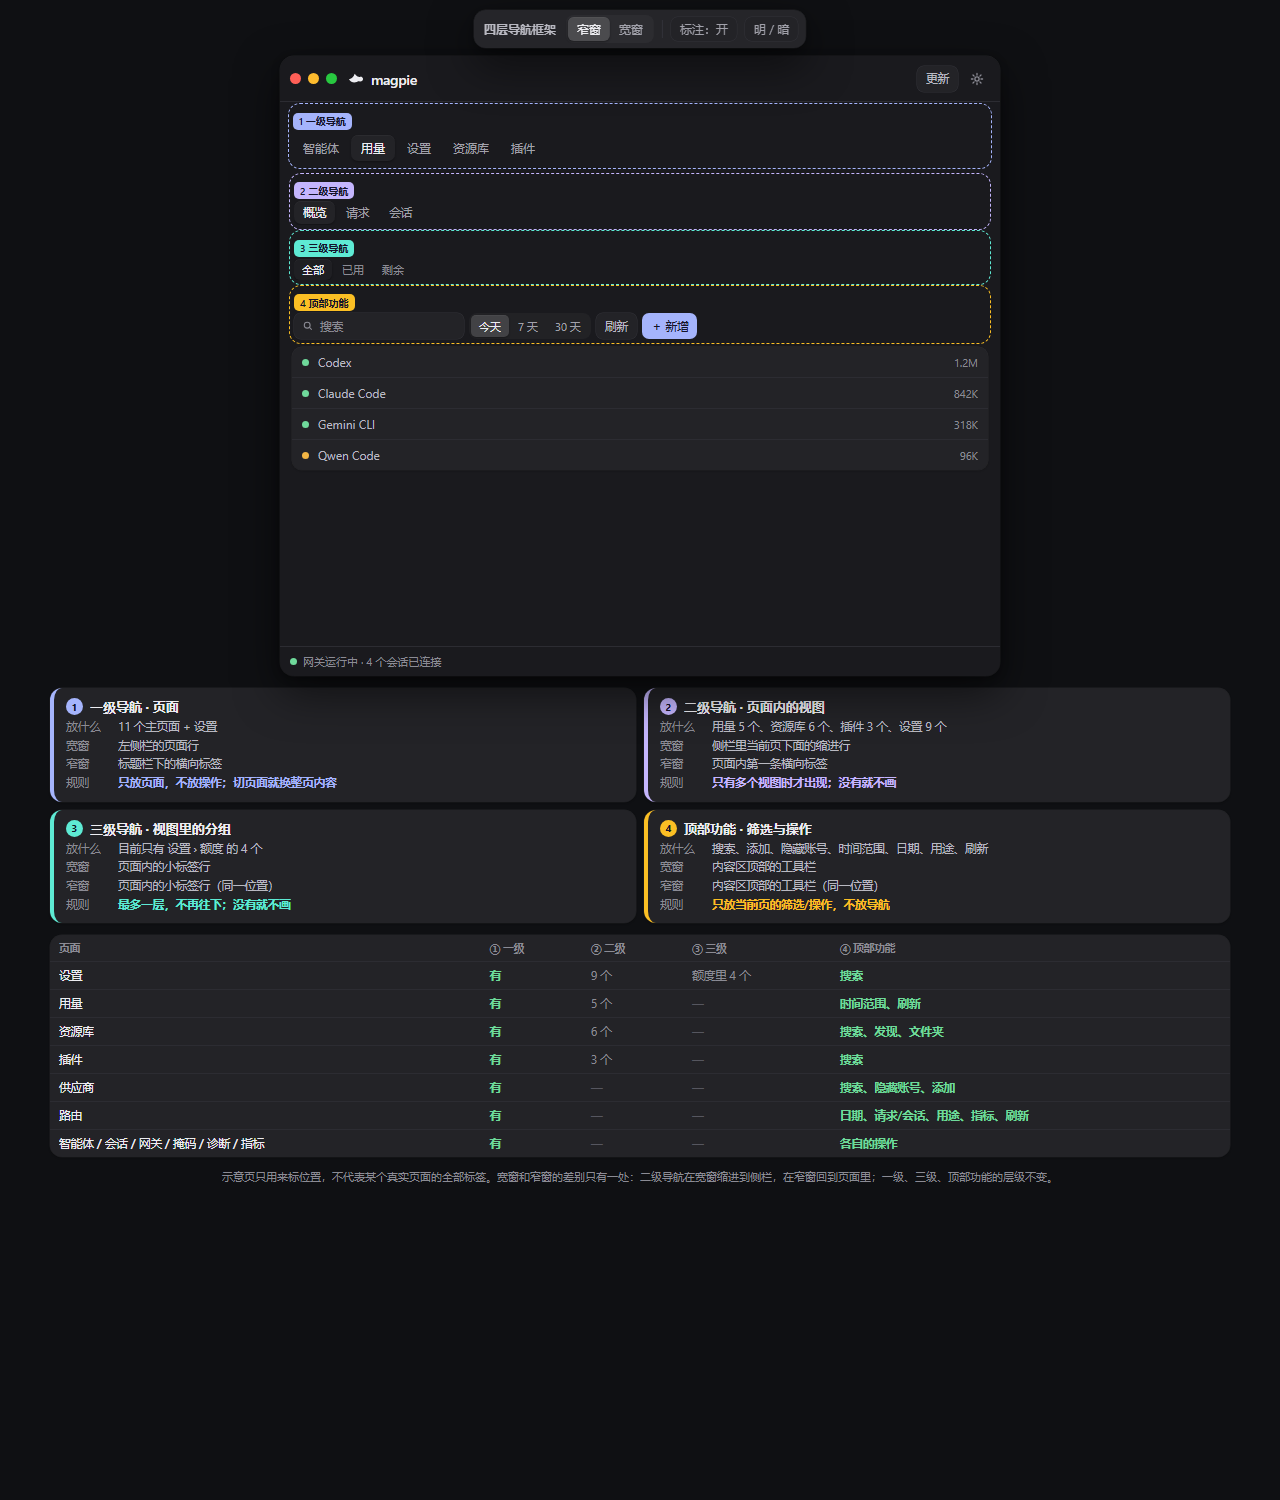 四层导航框架 窄窗 宽窗 标注：开 明 / 暗
magpie 更新
1 一级导航
智能体 用量 设置 资源库 插件
2 二级导航
概览 请求 会话
3 三级导航
全部 已用 剩余
4 顶部功能
搜索 今天 7 天 30 天 刷新 + 新增
Codex 1.2M
Claude Code 842K
Gemini CLI 318K
Qwen Code 96K
网关运行中 · 4 个会话已连接
1 一级导航 · 页面
放什么 11 个主页面 + 设置
宽窗 左侧栏的页面行
窄窗 标题栏下的横向标签
规则 只放页面，不放操作；切页面就换整页内容
2 二级导航 · 页面内的视图
放什么 用量 5 个、资源库 6 个、插件 3 个、设置 9 个
宽窗 侧栏里当前页下面的缩进行
窄窗 页面内第一条横向标签
规则 只有多个视图时才出现；没有就不画
3 三级导航 · 视图里的分组
放什么 目前只有 设置 › 额度 的 4 个
宽窗 页面内的小标签行
窄窗 页面内的小标签行（同一位置）
规则 最多一层，不再往下；没有就不画
4 顶部功能 · 筛选与操作
放什么 搜索、添加、隐藏账号、时间范围、日期、用途、刷新
宽窗 内容区顶部的工具栏
窄窗 内容区顶部的工具栏（同一位置）
规则 只放当前页的筛选/操作，不放导航
页面 ① 一级 ② 二级 ③ 三级 ④ 顶部功能
设置 有 9 个 额度里 4 个 搜索
用量 有 5 个 — 时间范围、刷新
资源库 有 6 个 — 搜索、发现、文件夹
插件 有 3 个 — 搜索
供应商 有 — — 搜索、隐藏账号、添加
路由 有 — — 日期、请求/会话、用途、指标、刷新
智能体 / 会话 / 网关 / 掩码 / 诊断 / 指标 有 — — 各自的操作
示意页只用来标位置，不代表某个真实页面的全部标签。宽窗和窄窗的差别只有一处：二级导航在宽窗缩进到侧栏，在窄窗回到页面里；一级、三级、顶部功能的层级不变。